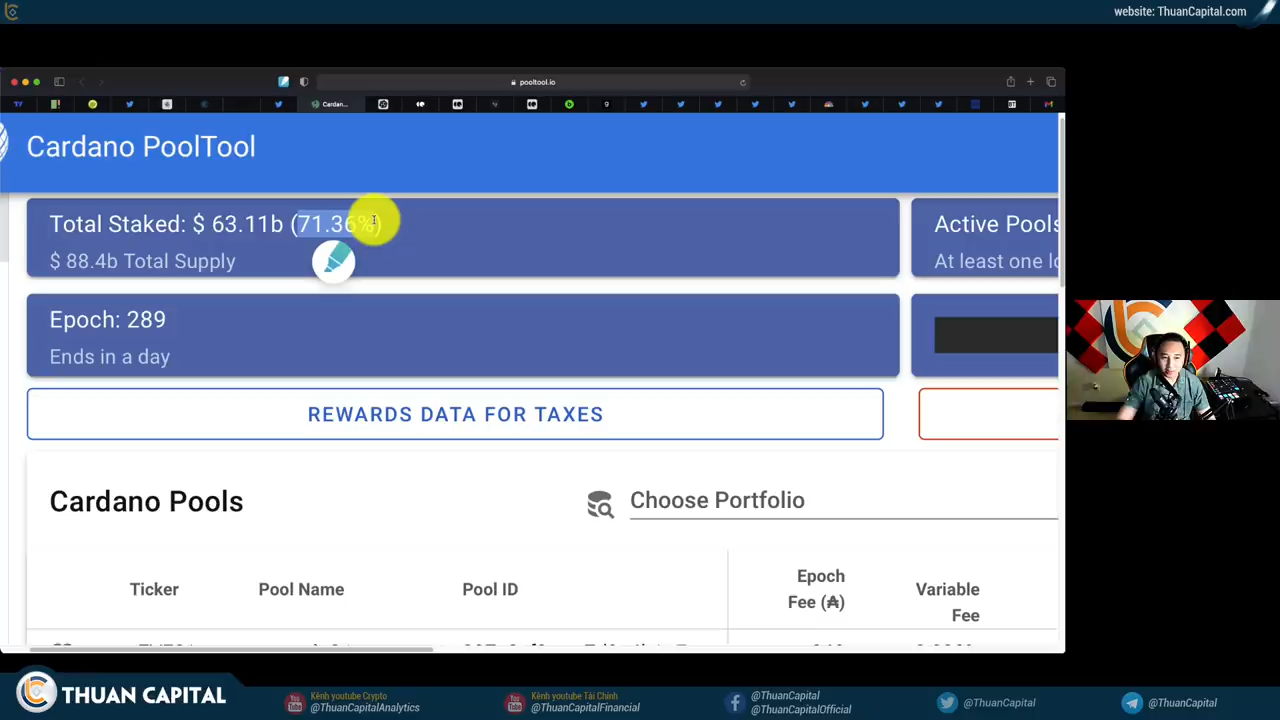 website: ThuanCapital.com
pooltool.io
Cardan...
Cardano PoolTool
Total Staked: $ 63.11b (71.36%)
$ 88.4b Total Supply
Active Pools
At least one
Epoch: 289
Ends in a day
REWARDS DATA FOR TAXES
Cardano Pools
Choose Portfolio
Ticker
Pool Name
Pool ID
Epoch
Fee (₳)
Variable
Fee
THUAN CAPITAL
Kênh youtube Crypto
@ThuanCapitalAnalytics
Kênh youtube Tài Chính
@ThuanCapitalFinancial
@ThuanCapital
@ThuanCapitalOfficial
@ThuanCapital
@ThuanCapital